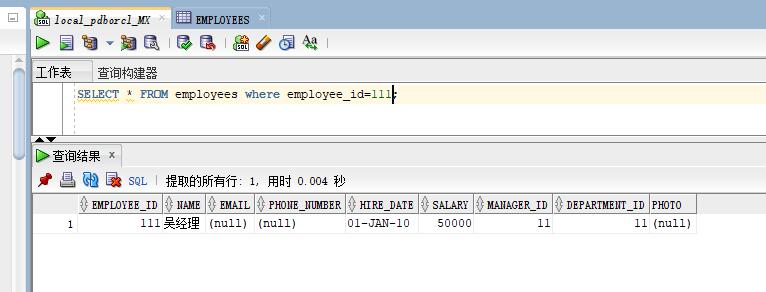 local_pdborcl_MX × EMPLOYEES
SQL Aa
工作表 查询构建器
SELECT * FROM employees where employee_id=111;
查询结果 ×
SQL | 提取的所有行: 1, 用时 0.004 秒
EMPLOYEE_ID NAME EMAIL PHONE_NUMBER HIRE_DATE SALARY MANAGER_ID DEPARTMENT_ID PHOTO
1 111 吴经理 (null) (null) 01-JAN-10 50000 11 11 (null)